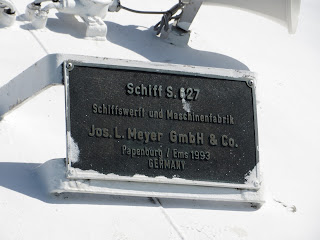 Schiff S. 627
Schiffswerft und Maschinenfabrik
Jos. L. Meyer GmbH & Co.
Papenburg / Ems 1993
GERMANY